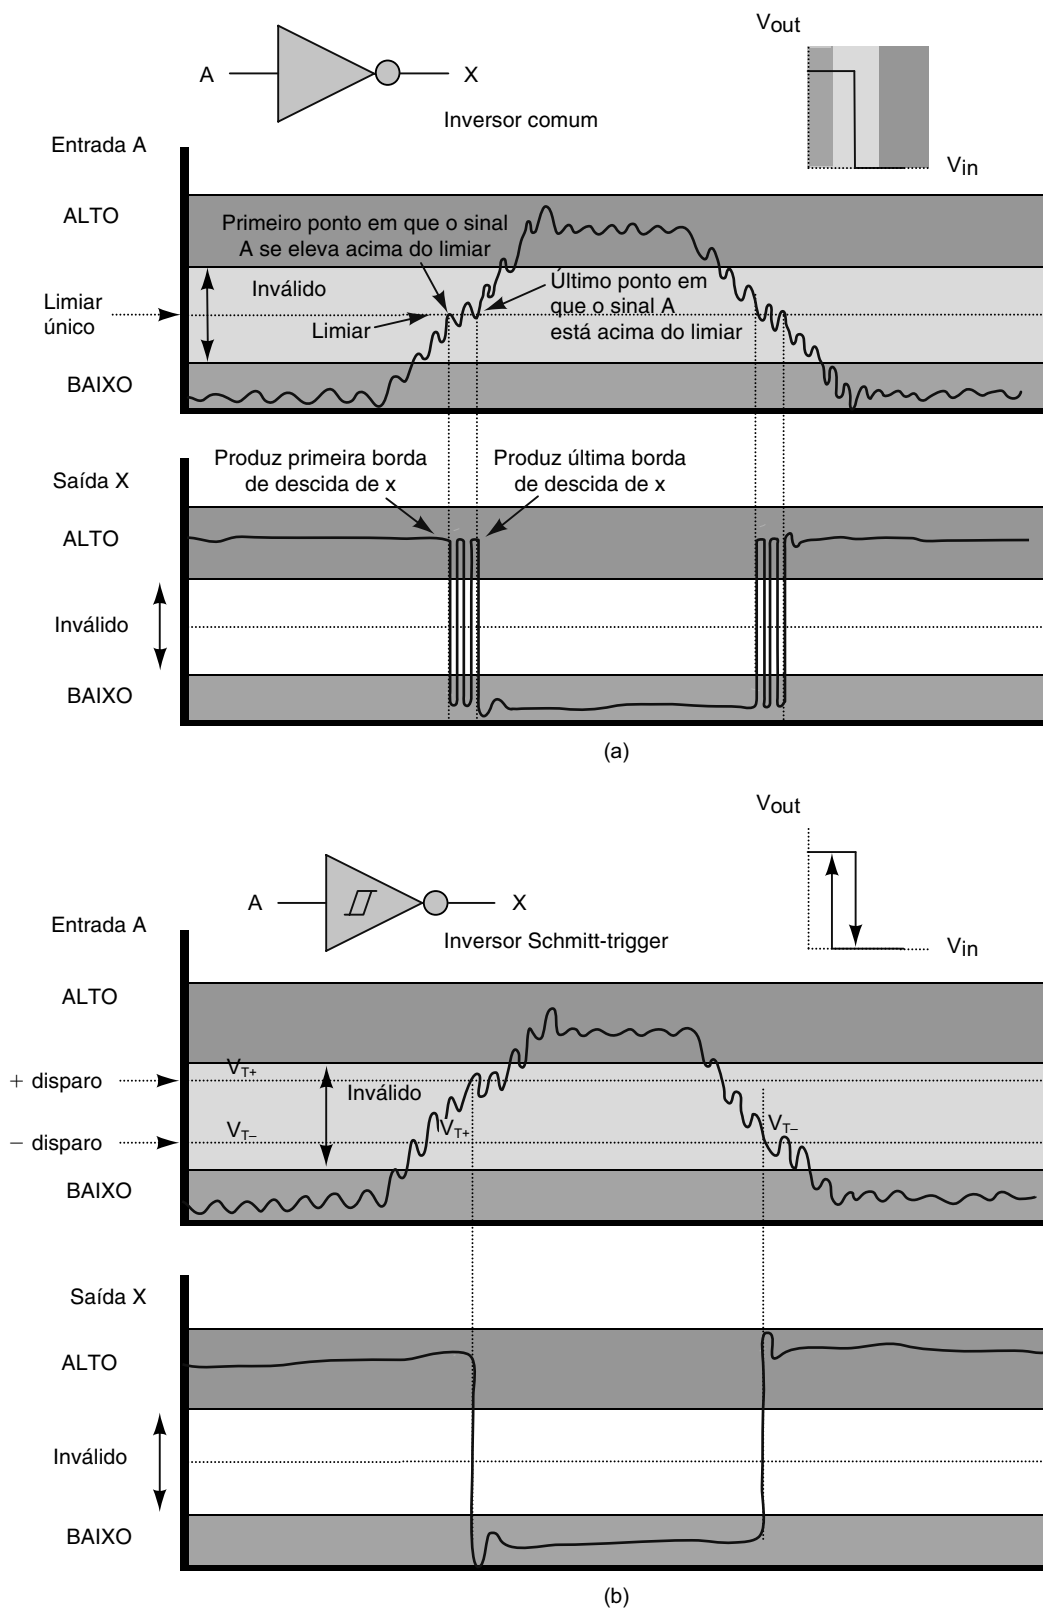 Vout
A
X
Inversor comum
Vin
Entrada A
ALTO
Primeiro ponto em que o sinal
A se eleva acima do limiar
Inválido
Último ponto em
que o sinal A
está acima do limiar
Limiar
único
Limiar
BAIXO
Saída X
Produz primeira borda
de descida de x
Produz última borda
de descida de x
ALTO
Inválido
BAIXO
(a)
Vout
A
X
Inversor Schmitt-trigger
Vin
Entrada A
ALTO
+ disparo
VT+
Inválido
− disparo
VT−
VT+
VT−
BAIXO
Saída X
ALTO
Inválido
BAIXO
(b)